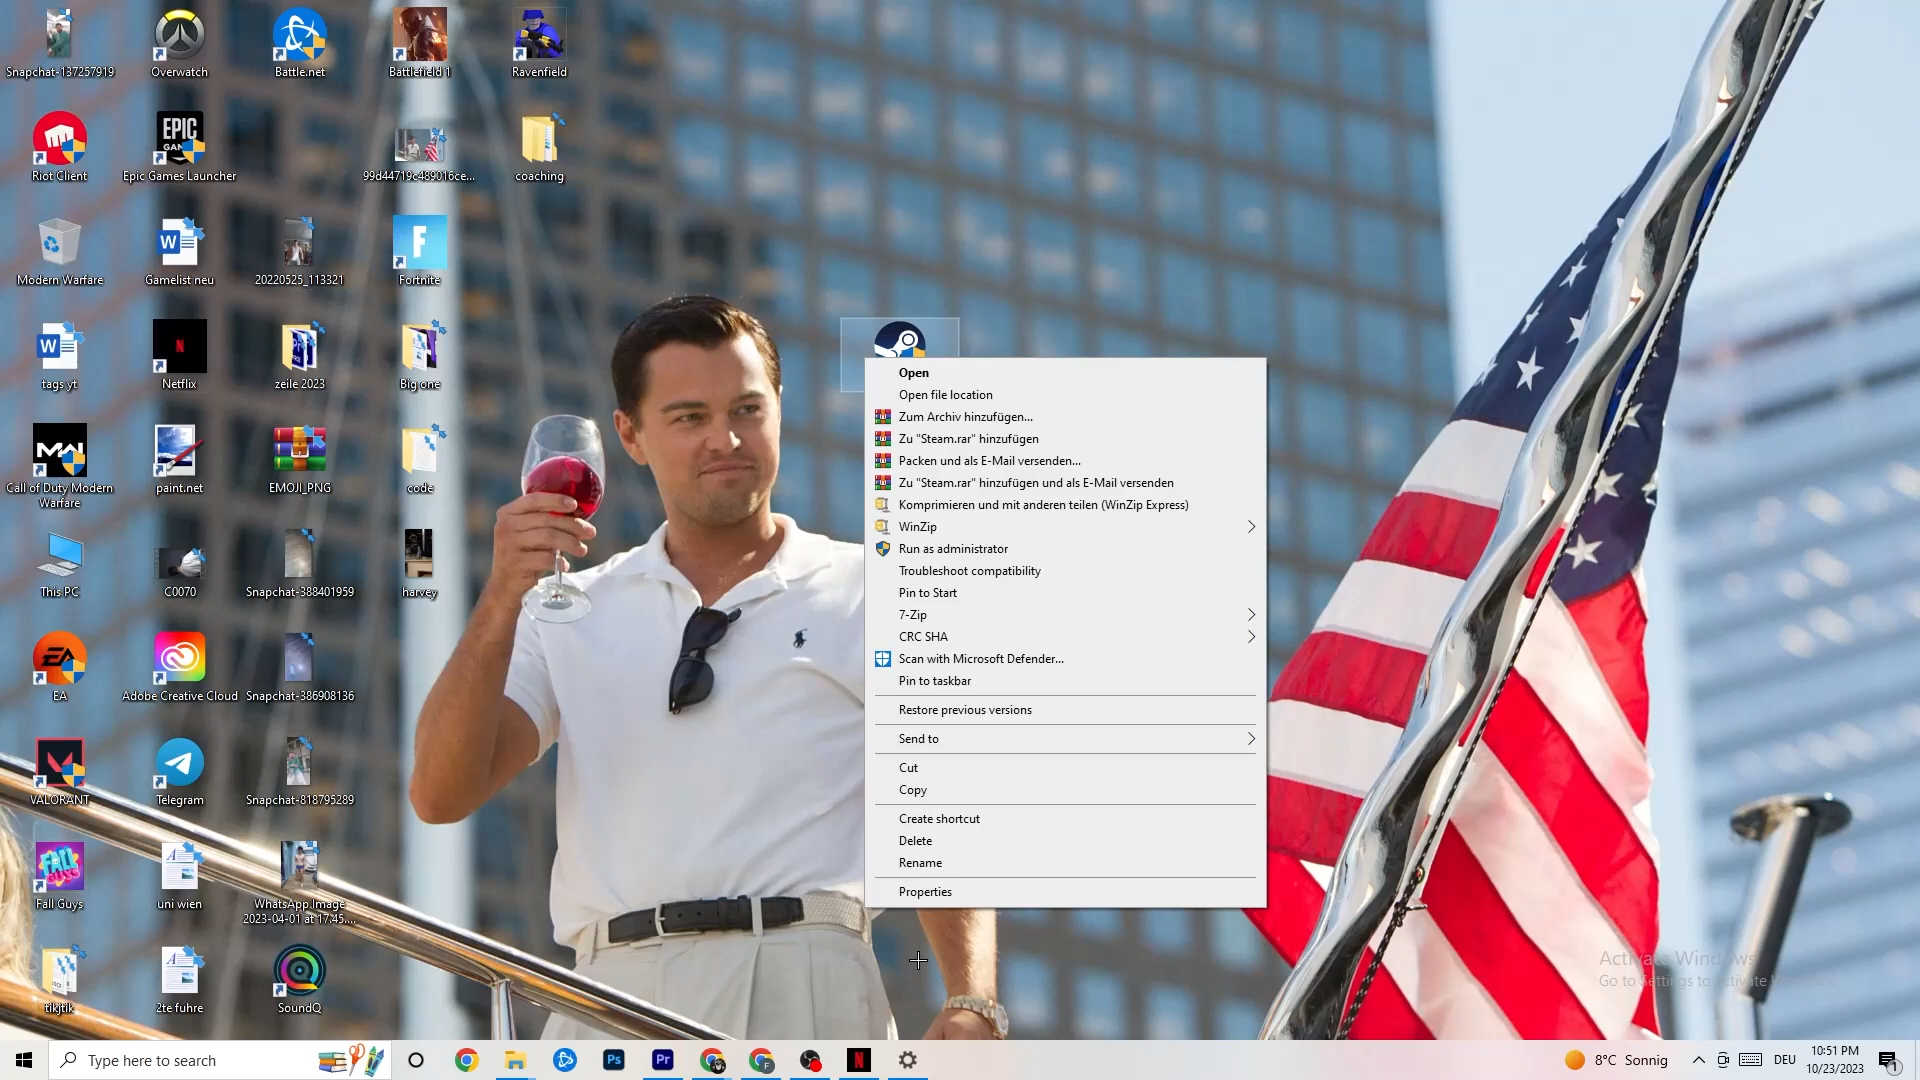 Snapchat-137257919
Overwatch
Battle.net
Battlefield 1
Ravenfield
EPIC
GAM
Riot Client
Epic Games Launcher
99d44719c489016ce...
coaching
Modern Warfare
Gamelist neu
20220525_113321
F
Fortnite
N
tags yt
Netflix
zeile 2023
Big one
Call of Duty Modern
Warfare
paint.net
EMOJI_PNG
code
This PC
C0070
Snapchat-388401959
harvey
EA
EA
Adobe Creative Cloud
Snapchat-386908136
VALORANT
Telegram
Snapchat-818795289
FALL
GUYS
Fall Guys
uni wien
WhatsApp Image
2023-04-01 at 17.45....
tikjtik
2te fuhre
SoundQ
Open
Open file location
Zum Archiv hinzufügen...
Zu "Steam.rar" hinzufügen
Packen und als E-Mail versenden...
Zu "Steam.rar" hinzufügen und als E-Mail versenden
Komprimieren und mit anderen teilen (WinZip Express)
WinZip
Run as administrator
Troubleshoot compatibility
Pin to Start
7-Zip
CRC SHA
Scan with Microsoft Defender...
Pin to taskbar
Restore previous versions
Send to
Cut
Copy
Create shortcut
Delete
Rename
Properties
Activate Windows
Go to Settings to activate
Type here to search
Ps
Pr
N
8°C Sonnig
DEU
10:51 PM
10/23/2023
1